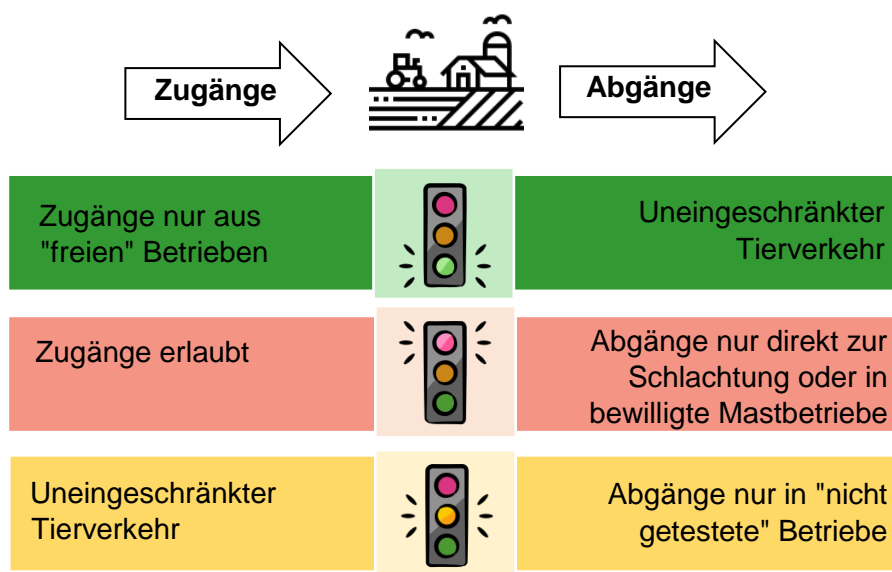 Zugänge
Abgänge
Zugänge nur aus
"freien" Betrieben
Uneingeschränkter
Tierverkehr
Zugänge erlaubt
Abgänge nur direkt zur
Schlachtung oder in
bewilligte Mastbetriebe
Uneingeschränkter
Tierverkehr
Abgänge nur in "nicht
getestete" Betriebe